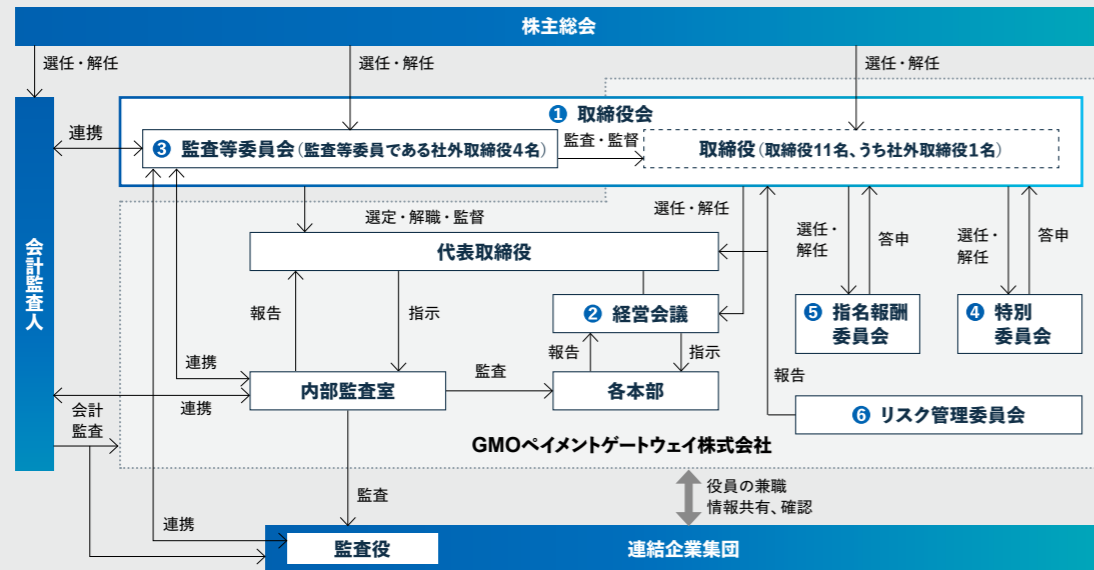 株主総会
選任・解任
選任・解任
選任・解任
❶ 取締役会
連携
❸ 監査等委員会（監査等委員である社外取締役4名）
監査・監督
取締役（取締役11名、うち社外取締役1名）
会計監査人
選定・解職・監督
選任・解任
選任・
解任
答申
選任・
解任
答申
代表取締役
報告
指示
❷ 経営会議
❺ 指名報酬
委員会
❹ 特別
委員会
連携
報告
指示
報告
内部監査室
監査
各本部
連携
会計
監査
❻ リスク管理委員会
GMOペイメントゲートウェイ株式会社
監査
役員の兼職
情報共有、確認
連携
監査役
連結企業集団